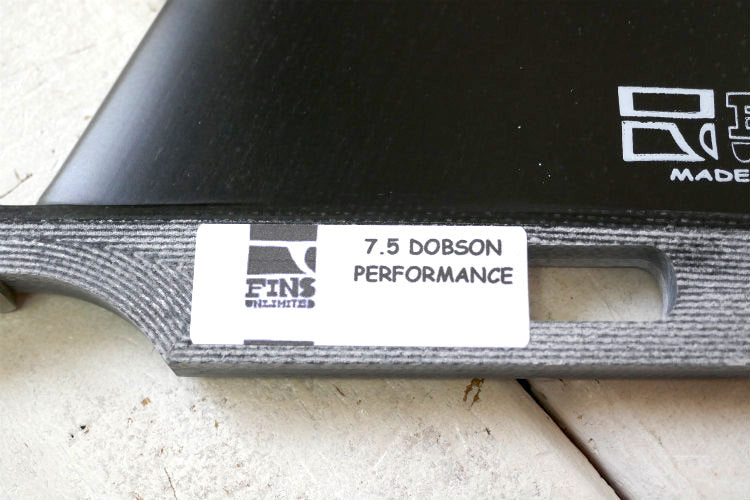 MADE
7.5 DOBSON
PERFORMANCE
FINS
UNLIMITED